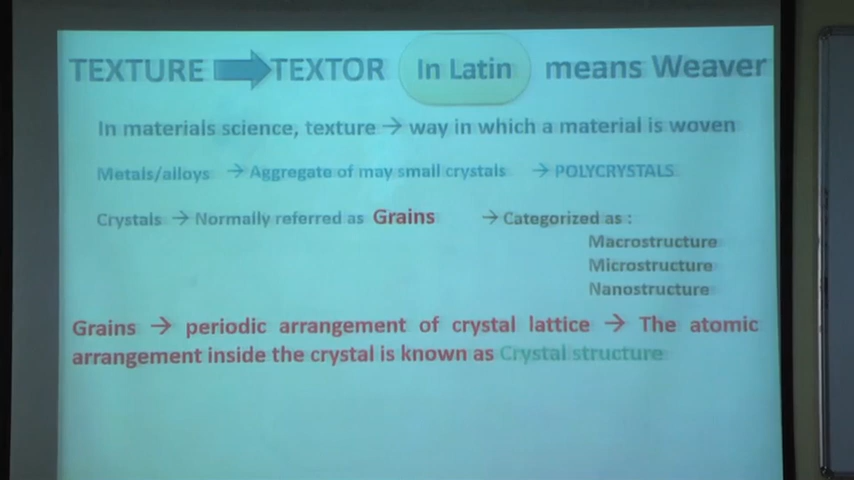 TEXTURE TEXTOR In Latin means Weaver
In materials science, texture → way in which a material is woven
Metals/alloys → Aggregate of may small crystals → POLYCRYSTALS
Crystals → Normally referred as Grains → Categorized as :
Macrostructure
Microstructure
Nanostructure
Grains → periodic arrangement of crystal lattice → The atomic
arrangement inside the crystal is known as Crystal structure